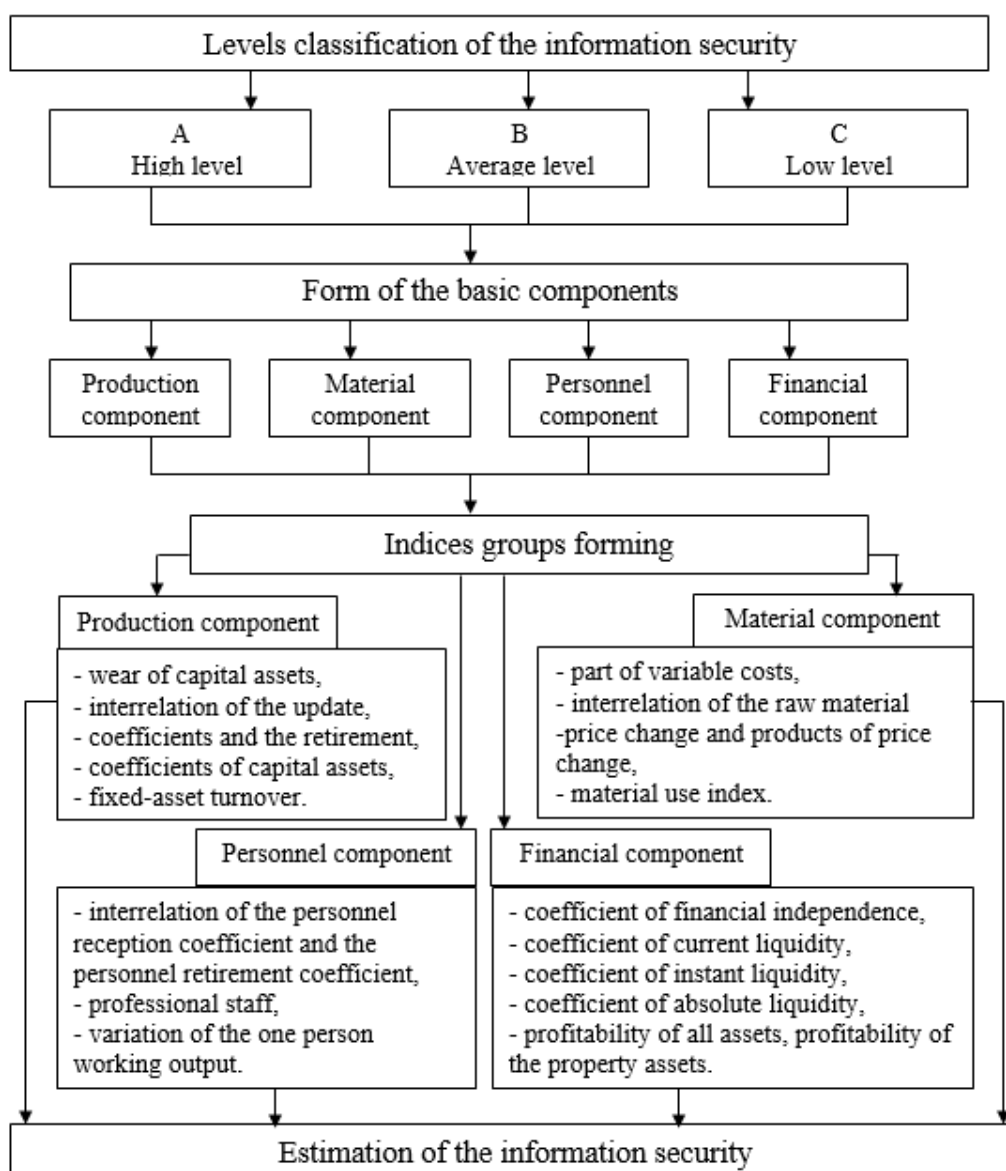 Levels classification of the information security
A
High level
B
Average level
C
Low level
Form of the basic components
Production
component
Material
component
Personnel
component
Financial
component
Indices groups forming
Production component
- wear of capital assets,
- interrelation of the update,
- coefficients and the retirement,
- coefficients of capital assets,
- fixed-asset turnover.
Material component
- part of variable costs,
- interrelation of the raw material
-price change and products of price
change,
- material use index.
Personnel component
- interrelation of the personnel
reception coefficient and the
personnel retirement coefficient,
- professional staff,
- variation of the one person
working output.
Financial component
- coefficient of financial independence,
- coefficient of current liquidity,
- coefficient of instant liquidity,
- coefficient of absolute liquidity,
- profitability of all assets, profitability of
the property assets.
Estimation of the information security